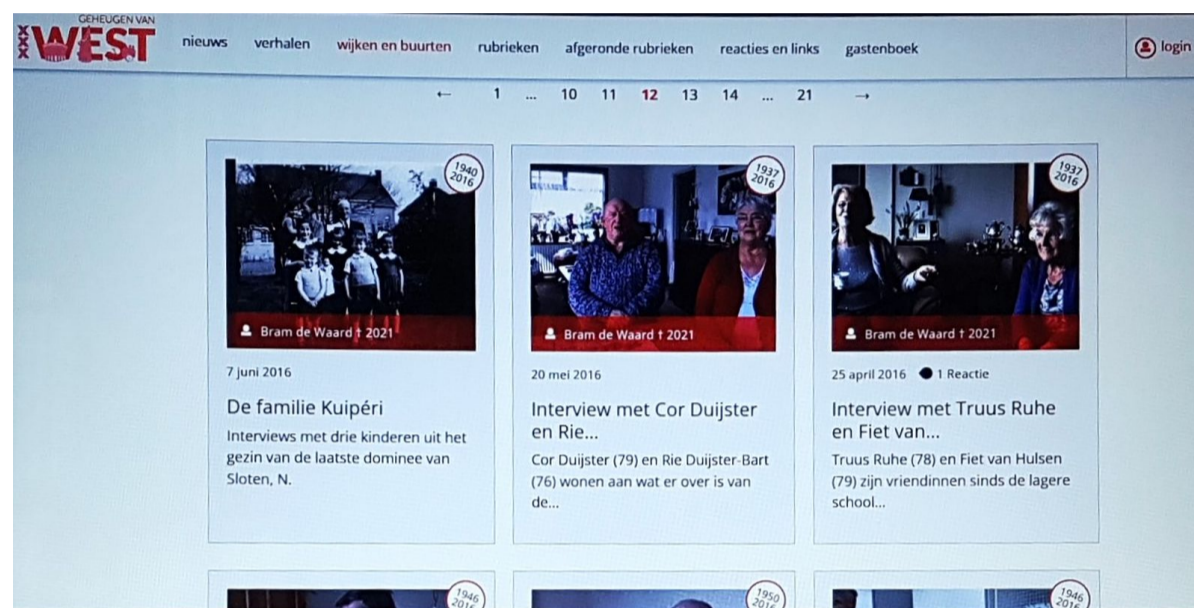 GEHEUGEN VAN
WEST
nieuws verhalen wijken en buurten rubrieken afgeronde rubrieken reacties en links gastenboek login
← 1 ... 10 11 12 13 14 ... 21 →
1940
2016
Bram de Waard † 2021
7 juni 2016
De familie Kuipéri
Interviews met drie kinderen uit het
gezin van de laatste dominee van
Sloten, N.
1937
2016
Bram de Waard † 2021
20 mei 2016
Interview met Cor Duijster
en Rie...
Cor Duijster (79) en Rie Duijster-Bart
(76) wonen aan wat er over is van
de...
1937
2016
Bram de Waard † 2021
25 april 2016 1 Reactie
Interview met Truus Ruhe
en Fiet van...
Truus Ruhe (78) en Fiet van Hulsen
(79) zijn vriendinnen sinds de lagere
school...
1946
2016
1950
2016
1946
2016